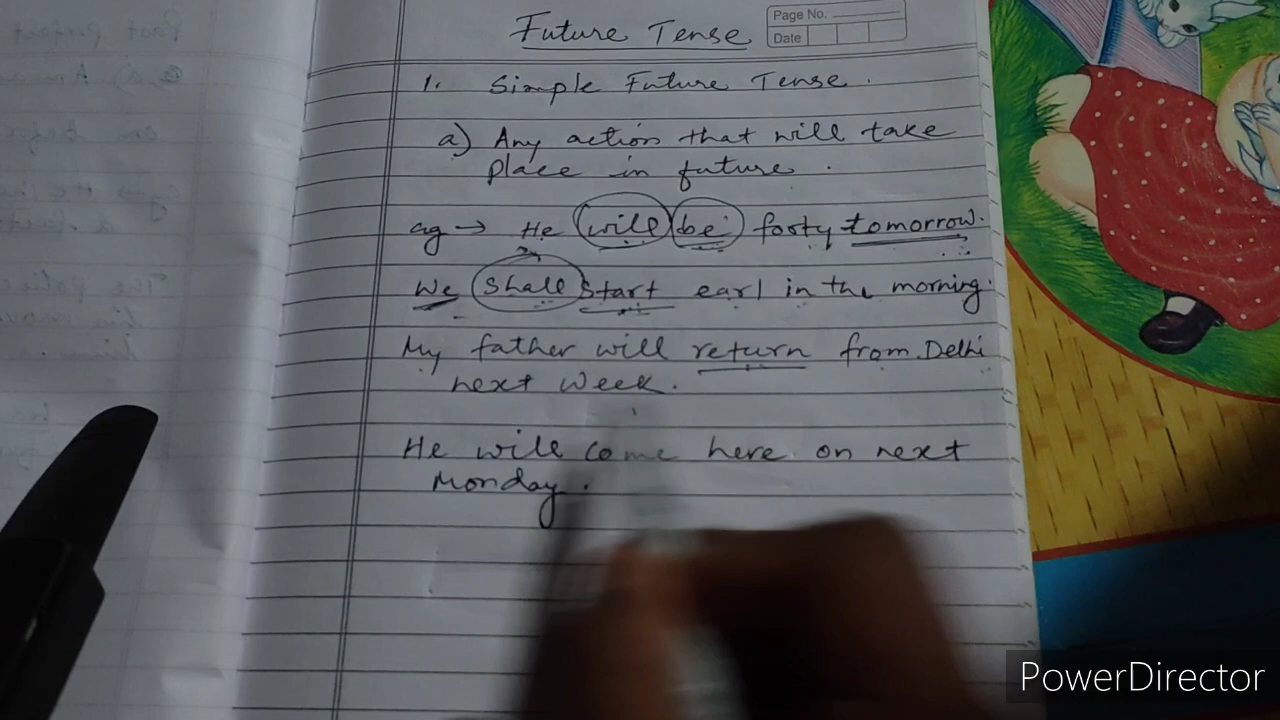 Future Tense
Page No.
Date
1. Simple Future Tense.
a) Any action that will take
place in future.
eg → He will be forty tomorrow.
We shall start earl in the morning.
My father will return from Delhi
next week.
He will come here on next
Monday.
PowerDirector